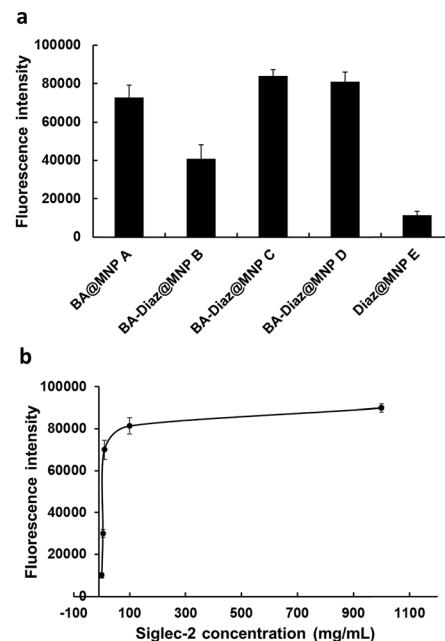 a
100000
80000
60000
40000
20000
0
Fluorescence intensity
BA@MNP A
BA-Diaz@MNP B
BA-Diaz@MNP C
BA-Diaz@MNP D
Diaz@MNP E
b
100000
80000
60000
40000
20000
0
Fluorescence intensity
-100 100 300 500 700 900 1100
Siglec-2 concentration (mg/mL)